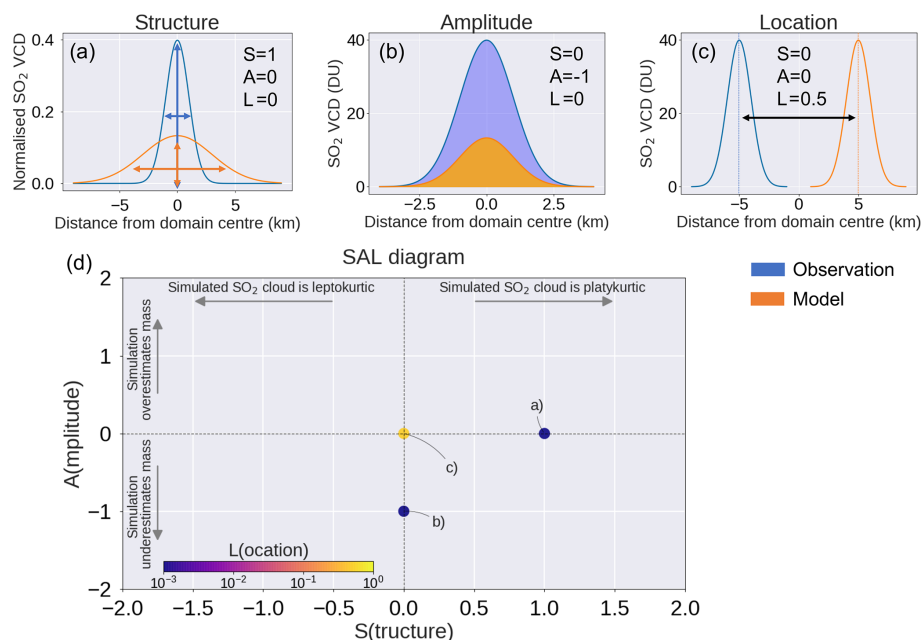 Structure
(a)
S=1
A=0
L=0
Normalised SO₂ VCD
0.4
0.2
0.0
−5
0
5
Distance from domain centre (km)
Amplitude
(b)
S=0
A=-1
L=0
SO₂ VCD (DU)
40
20
0
−2.5
0.0
2.5
Distance from domain centre (km)
Location
(c)
S=0
A=0
L=0.5
SO₂ VCD (DU)
40
20
0
−5
0
5
Distance from domain centre (km)
(d)
SAL diagram
Simulated SO₂ cloud is leptokurtic
Simulated SO₂ cloud is platykurtic
Simulation
overestimates mass
Simulation
underestimates mass
A(mplitude)
2
1
0
−1
−2
a)
c)
b)
L(ocation)
10⁻³
10⁻²
10⁻¹
10⁰
−2.0
−1.5
−1.0
−0.5
0.0
0.5
1.0
1.5
2.0
S(tructure)
Observation
Model